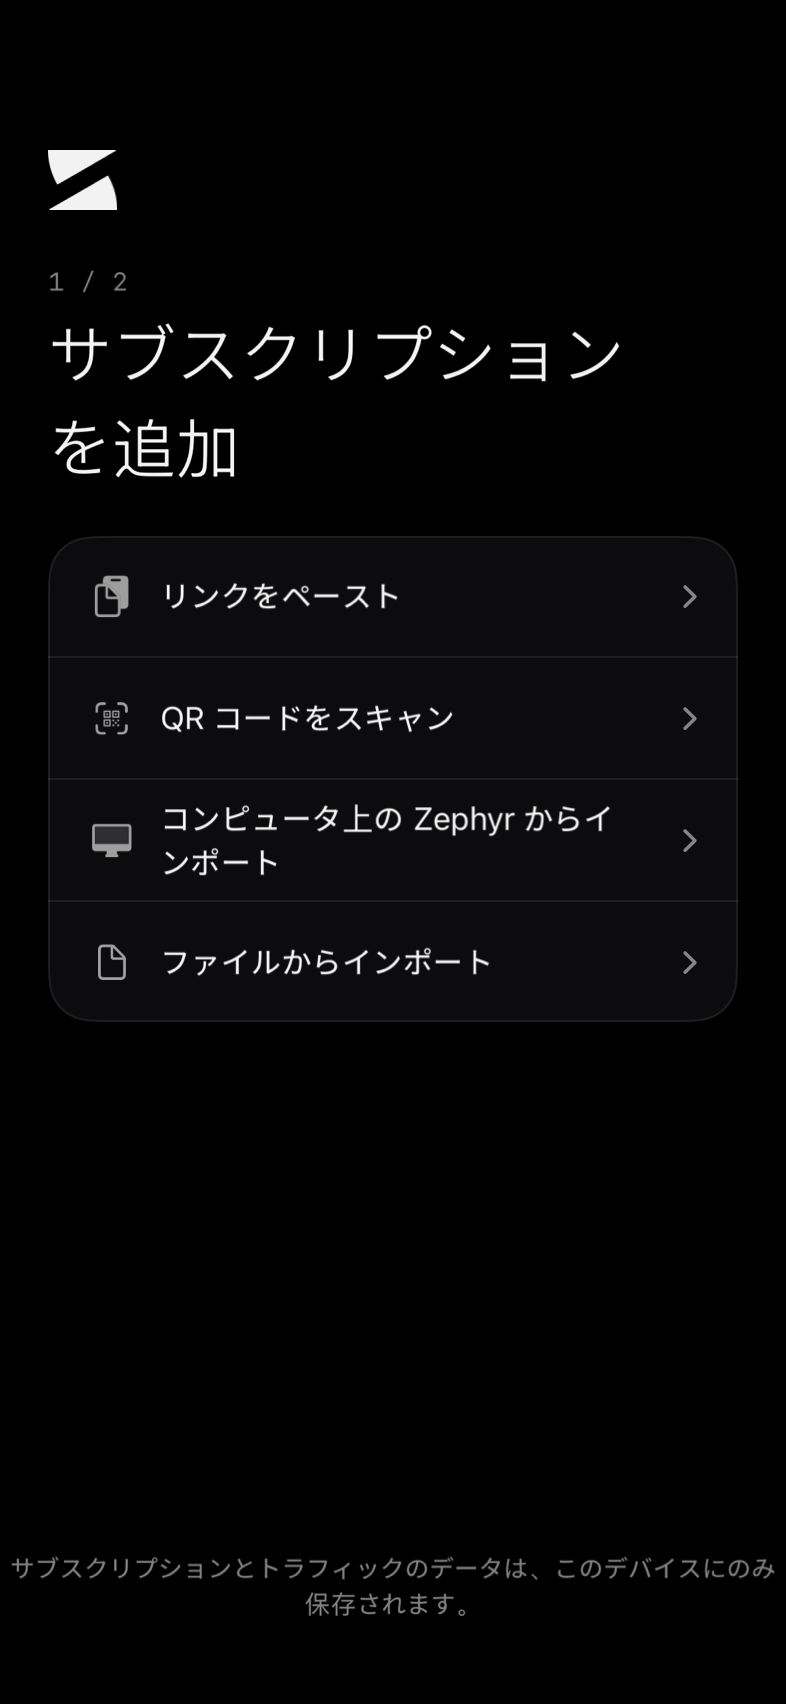 1 / 2
サブスクリプション
を追加
リンクをペースト
QR コードをスキャン
コンピュータ上の Zephyr からイ
ンポート
ファイルからインポート
サブスクリプションとトラフィックのデータは、このデバイスにのみ
保存されます。